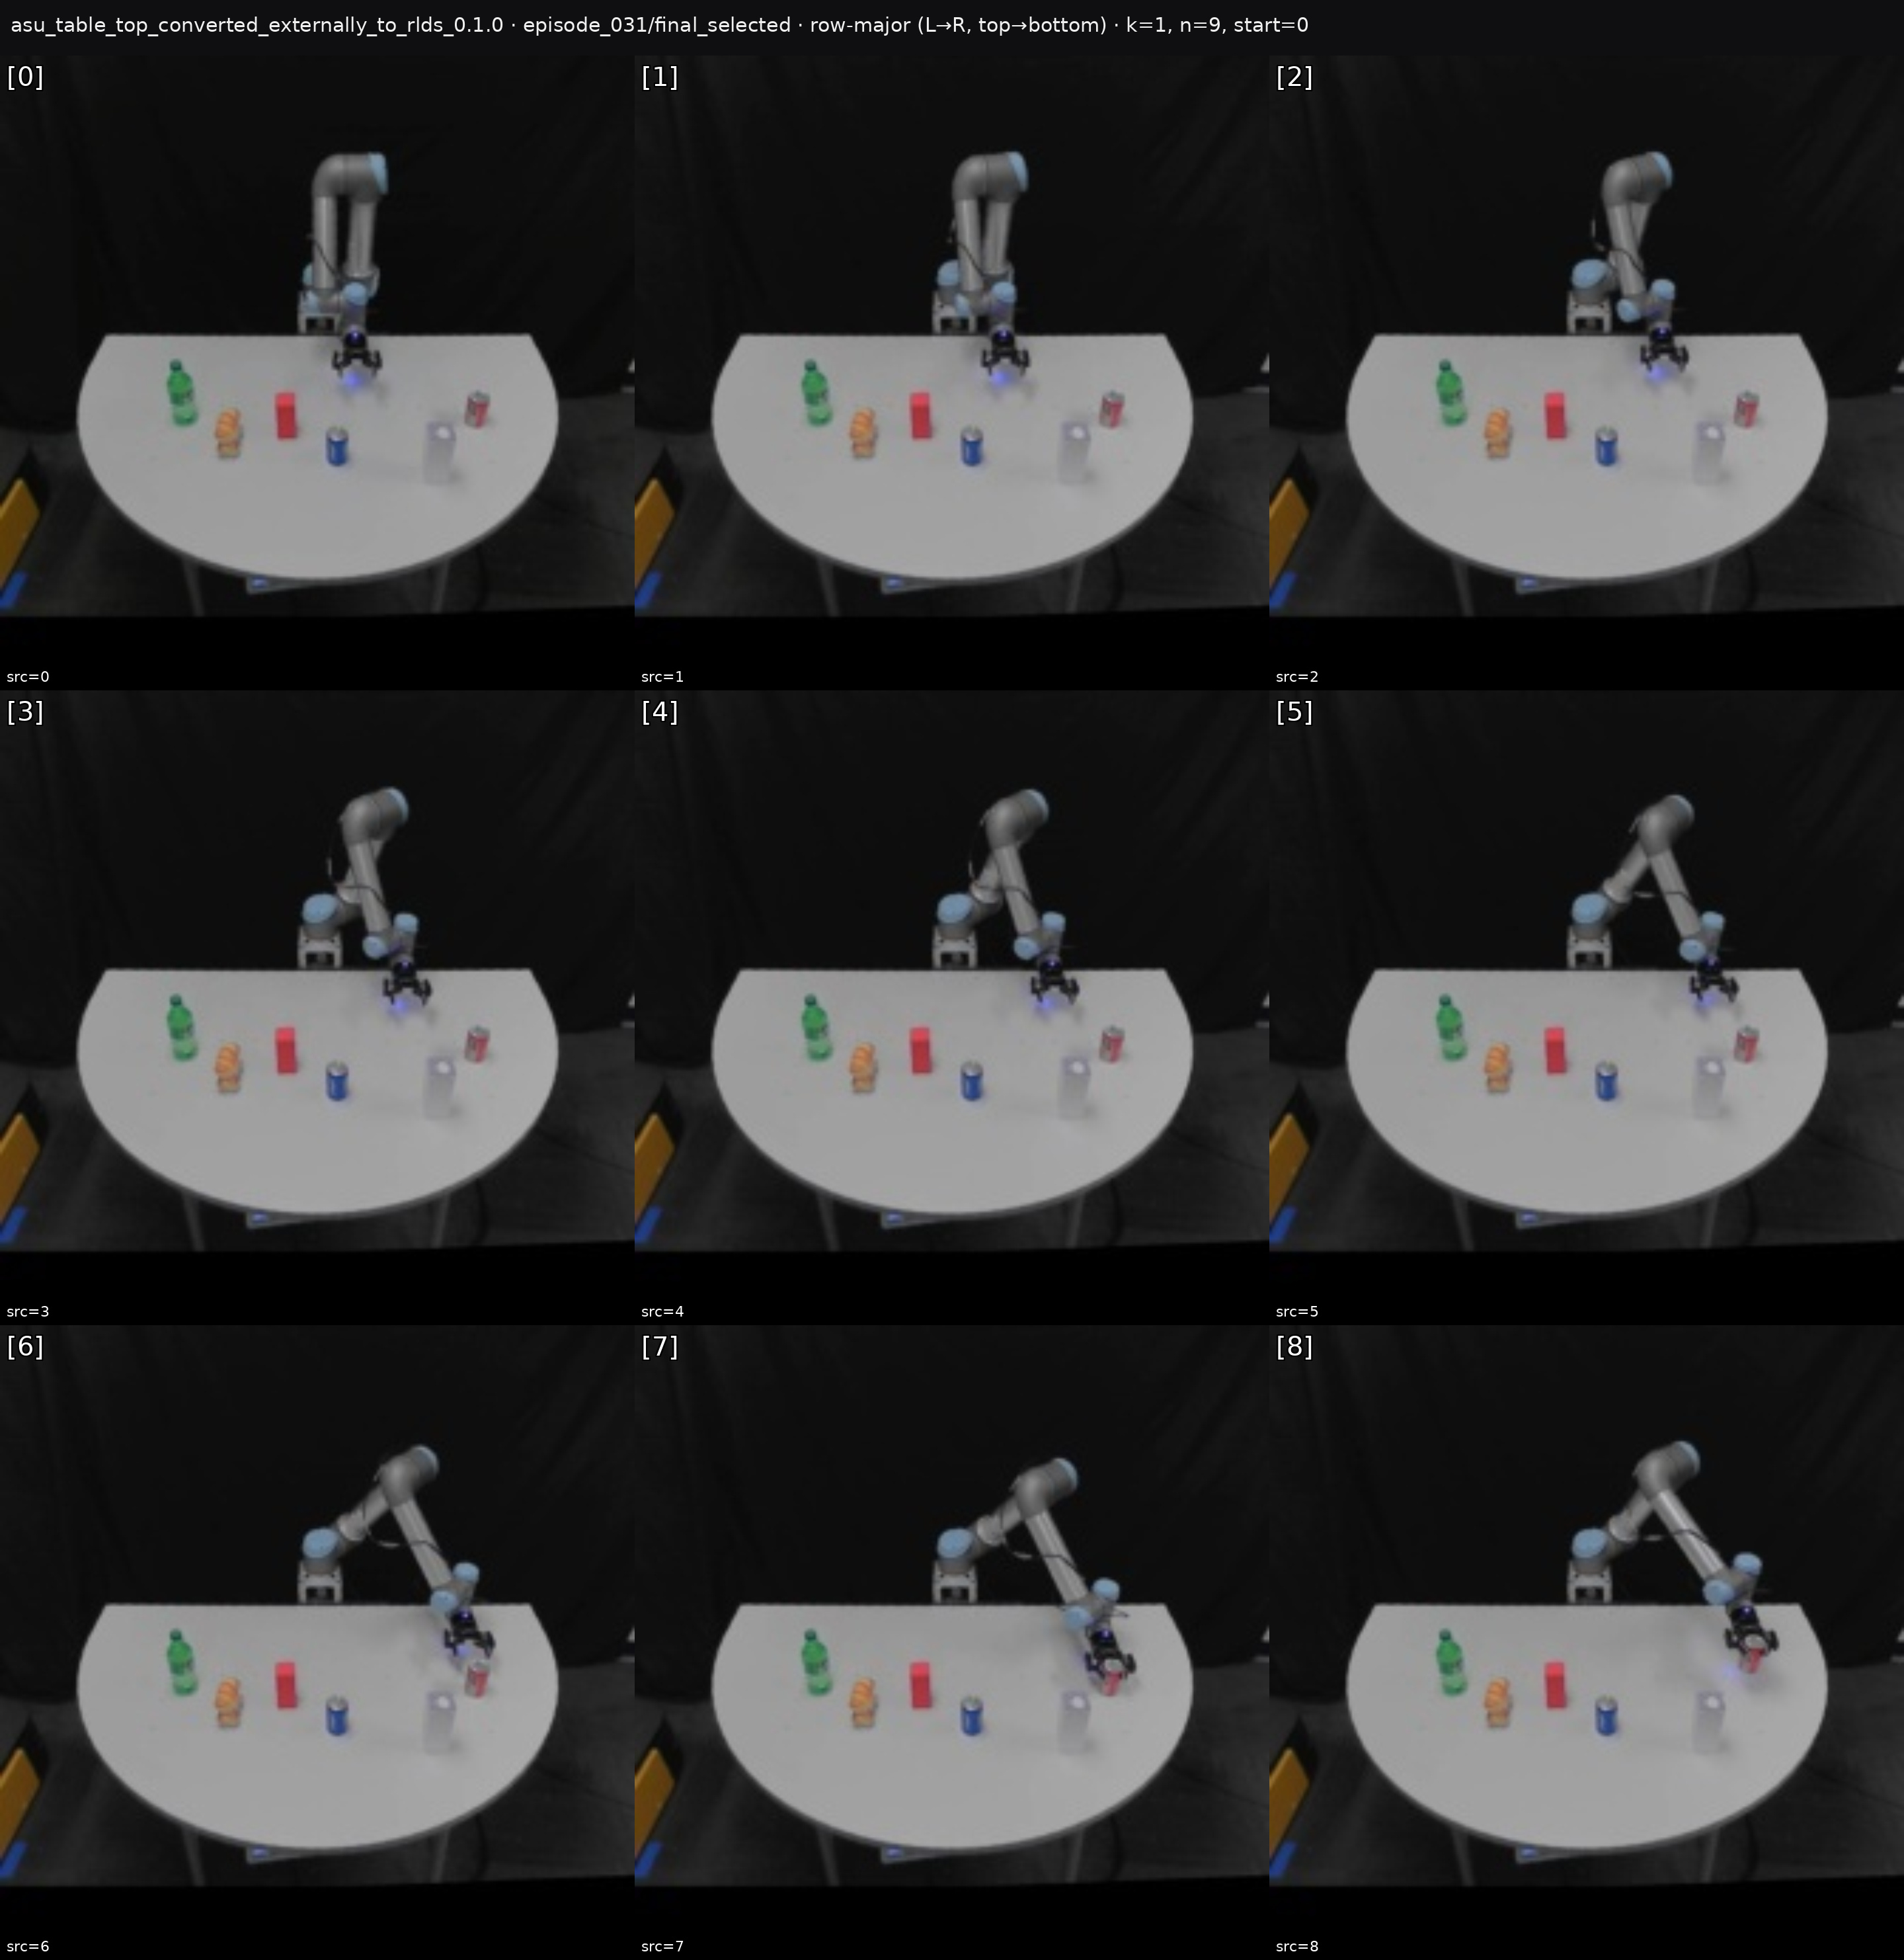 asu_table_top_converted_externally_to_rlds_0.1.0 · episode_031/final_selected · row-major (L→R, top→bottom) · k=1, n=9, start=0
[0]
[1]
[2]
src=0
src=1
src=2
[3]
[4]
[5]
src=3
src=4
src=5
[6]
[7]
[8]
src=6
src=7
src=8